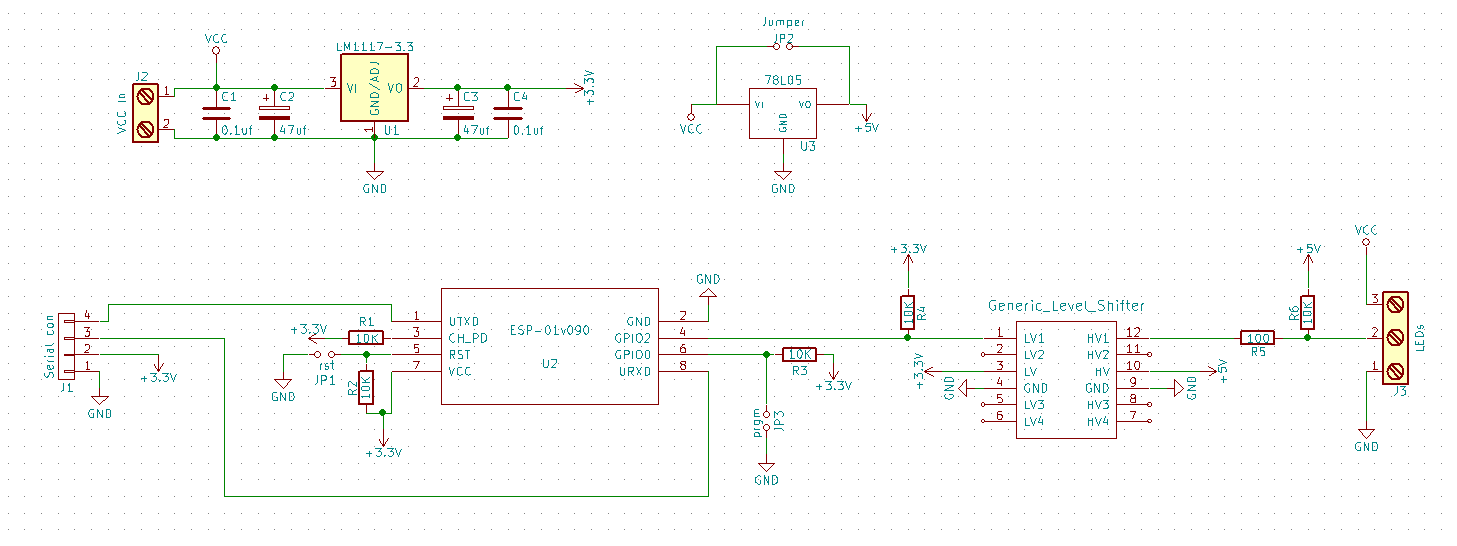 Jumper
JP2
VCC
LM1117-3.3
J2
1
2
VCC in
C1
0.1uf
+
C2
47uf
3
VI
GND/ADJ
VO
2
1
U1
+
C3
47uf
C4
0.1uf
+3.3V
GND
78L05
VI
VO
GND
U3
VCC
+5V
GND
Serial con
4
3
2
1
J1
+3.3V
GND
+3.3V
R1
10K
rst
JP1
GND
R2
10K
+3.3V
1
3
5
7
UTXD
CH_PD
RST
VCC
ESP-01v090
U2
GND
GPIO2
GPIO0
URXD
2
4
6
8
GND
10K
R3
+3.3V
prgm
JP3
GND
+3.3V
10K
R4
Generic_Level_Shifter
1
2
3
4
5
6
LV1
LV2
LV
GND
LV3
LV4
HV1
HV2
HV
GND
HV3
HV4
12
11
10
9
8
7
+3.3V
GND
+5V
GND
100
R5
+5V
R6
10K
VCC
3
2
1
LEDs
J3
GND